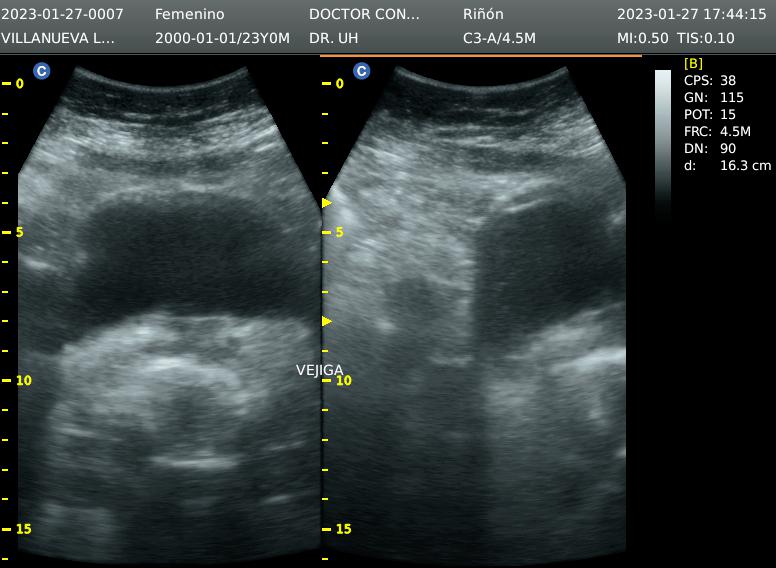 2023-01-27-0007 Femenino DOCTOR CON... Riñón 2023-01-27 17:44:15
VILLANUEVA L... 2000-01-01/23Y0M DR. UH C3-A/4.5M MI:0.50 TIS:0.10
C
C
[B]
CPS: 38
GN: 115
POT: 15
FRC: 4.5M
DN: 90
d: 16.3 cm
0
0
5
5
VEJIGA
10
10
15
15